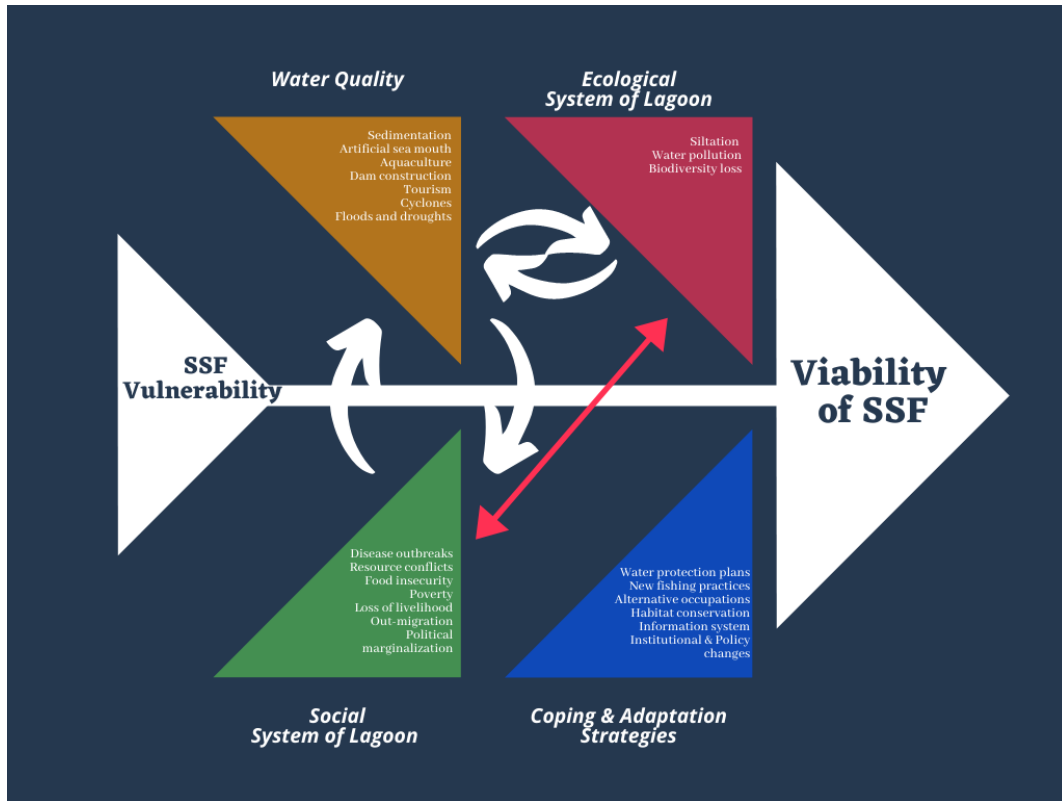 Water Quality
Sedimentation
Artificial sea mouth
Aquaculture
Dam construction
Tourism
Cyclones
Floods and droughts
Ecological
System of Lagoon
Siltation
Water pollution
Biodiversity loss
SSF
Vulnerability
Viability
of SSF
Disease outbreaks
Resource conflicts
Food insecurity
Poverty
Loss of livelihood
Out-migration
Political
marginalization
Social
System of Lagoon
Water protection plans
New fishing practices
Alternative occupations
Habitat conservation
Information system
Institutional & Policy
changes
Coping & Adaptation
Strategies